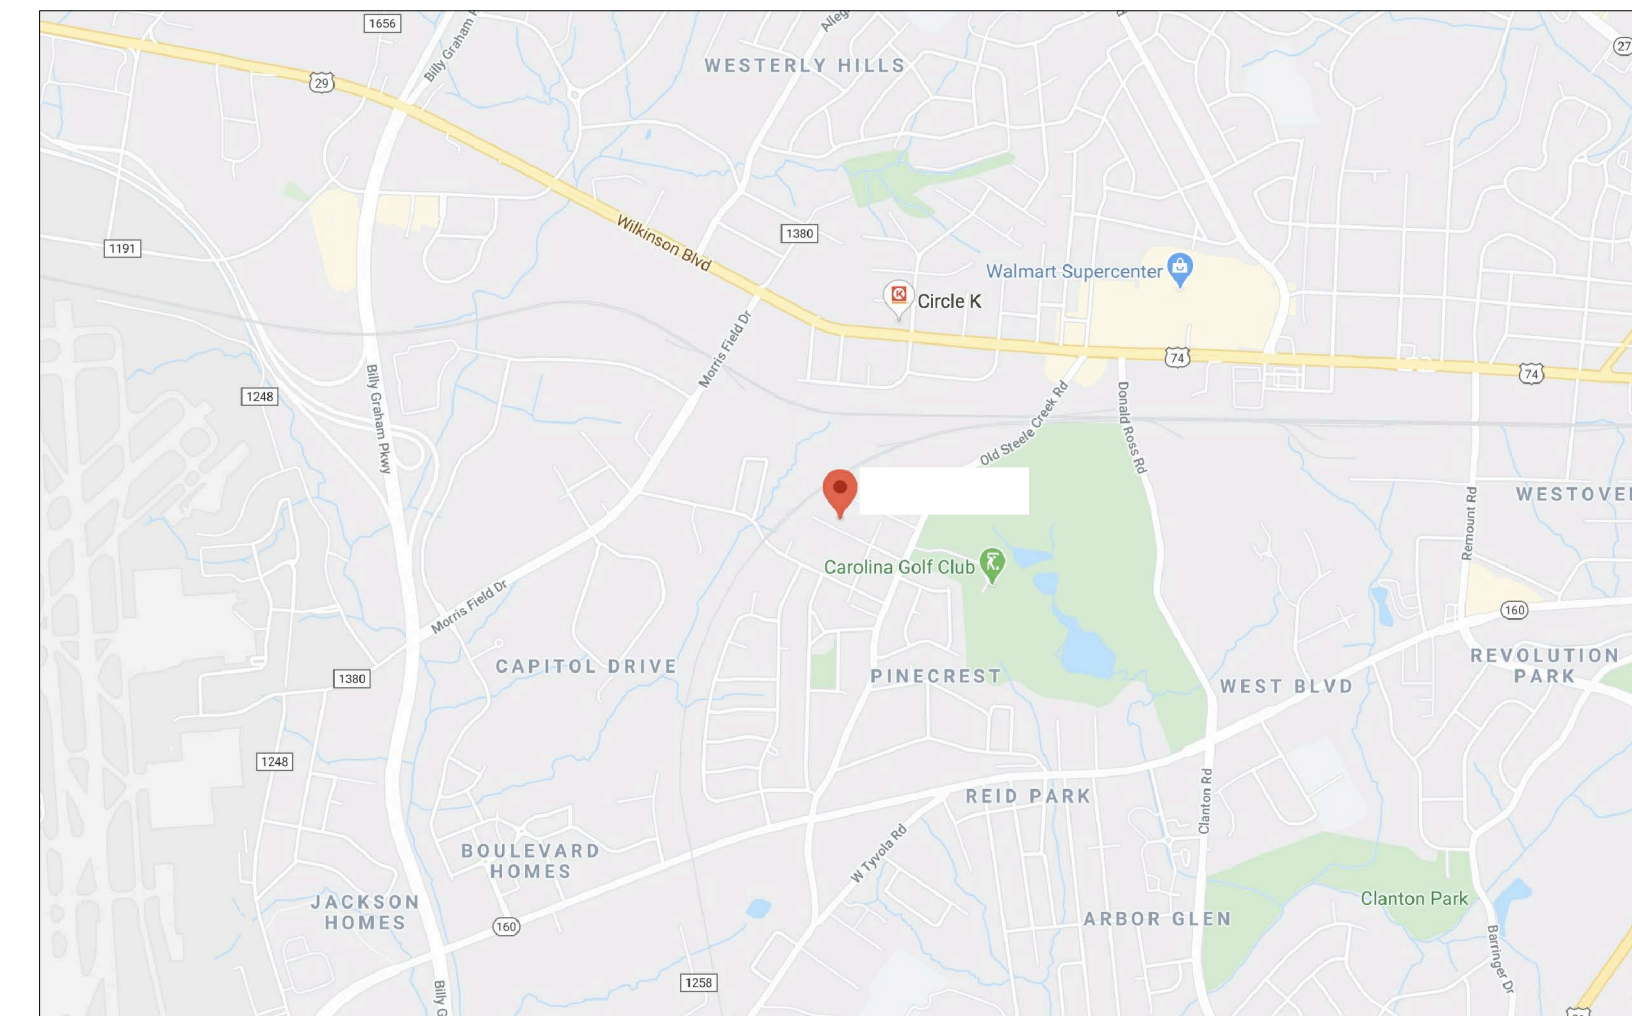 1656
Billy Graham P
Alleg
Rd
27
29
WESTERLY HILLS
1191
Wilkinson Blvd
1380
Walmart Supercenter
Circle K
74
74
Morris Field Dr
1248
Billy Graham Pkwy
Old Steele Creek Rd
Donald Ross Rd
WESTOVE
Remount Rd
Carolina Golf Club
Morris Field Dr
160
CAPITOL DRIVE
1380
PINECREST
WEST BLVD
REVOLUTION
PARK
1248
REID PARK
Clanton Rd
BOULEVARD
HOMES
W Tyvola Rd
JACKSON
HOMES
160
Clanton Park
ARBOR GLEN
Barringer Dr
1258
Billy G